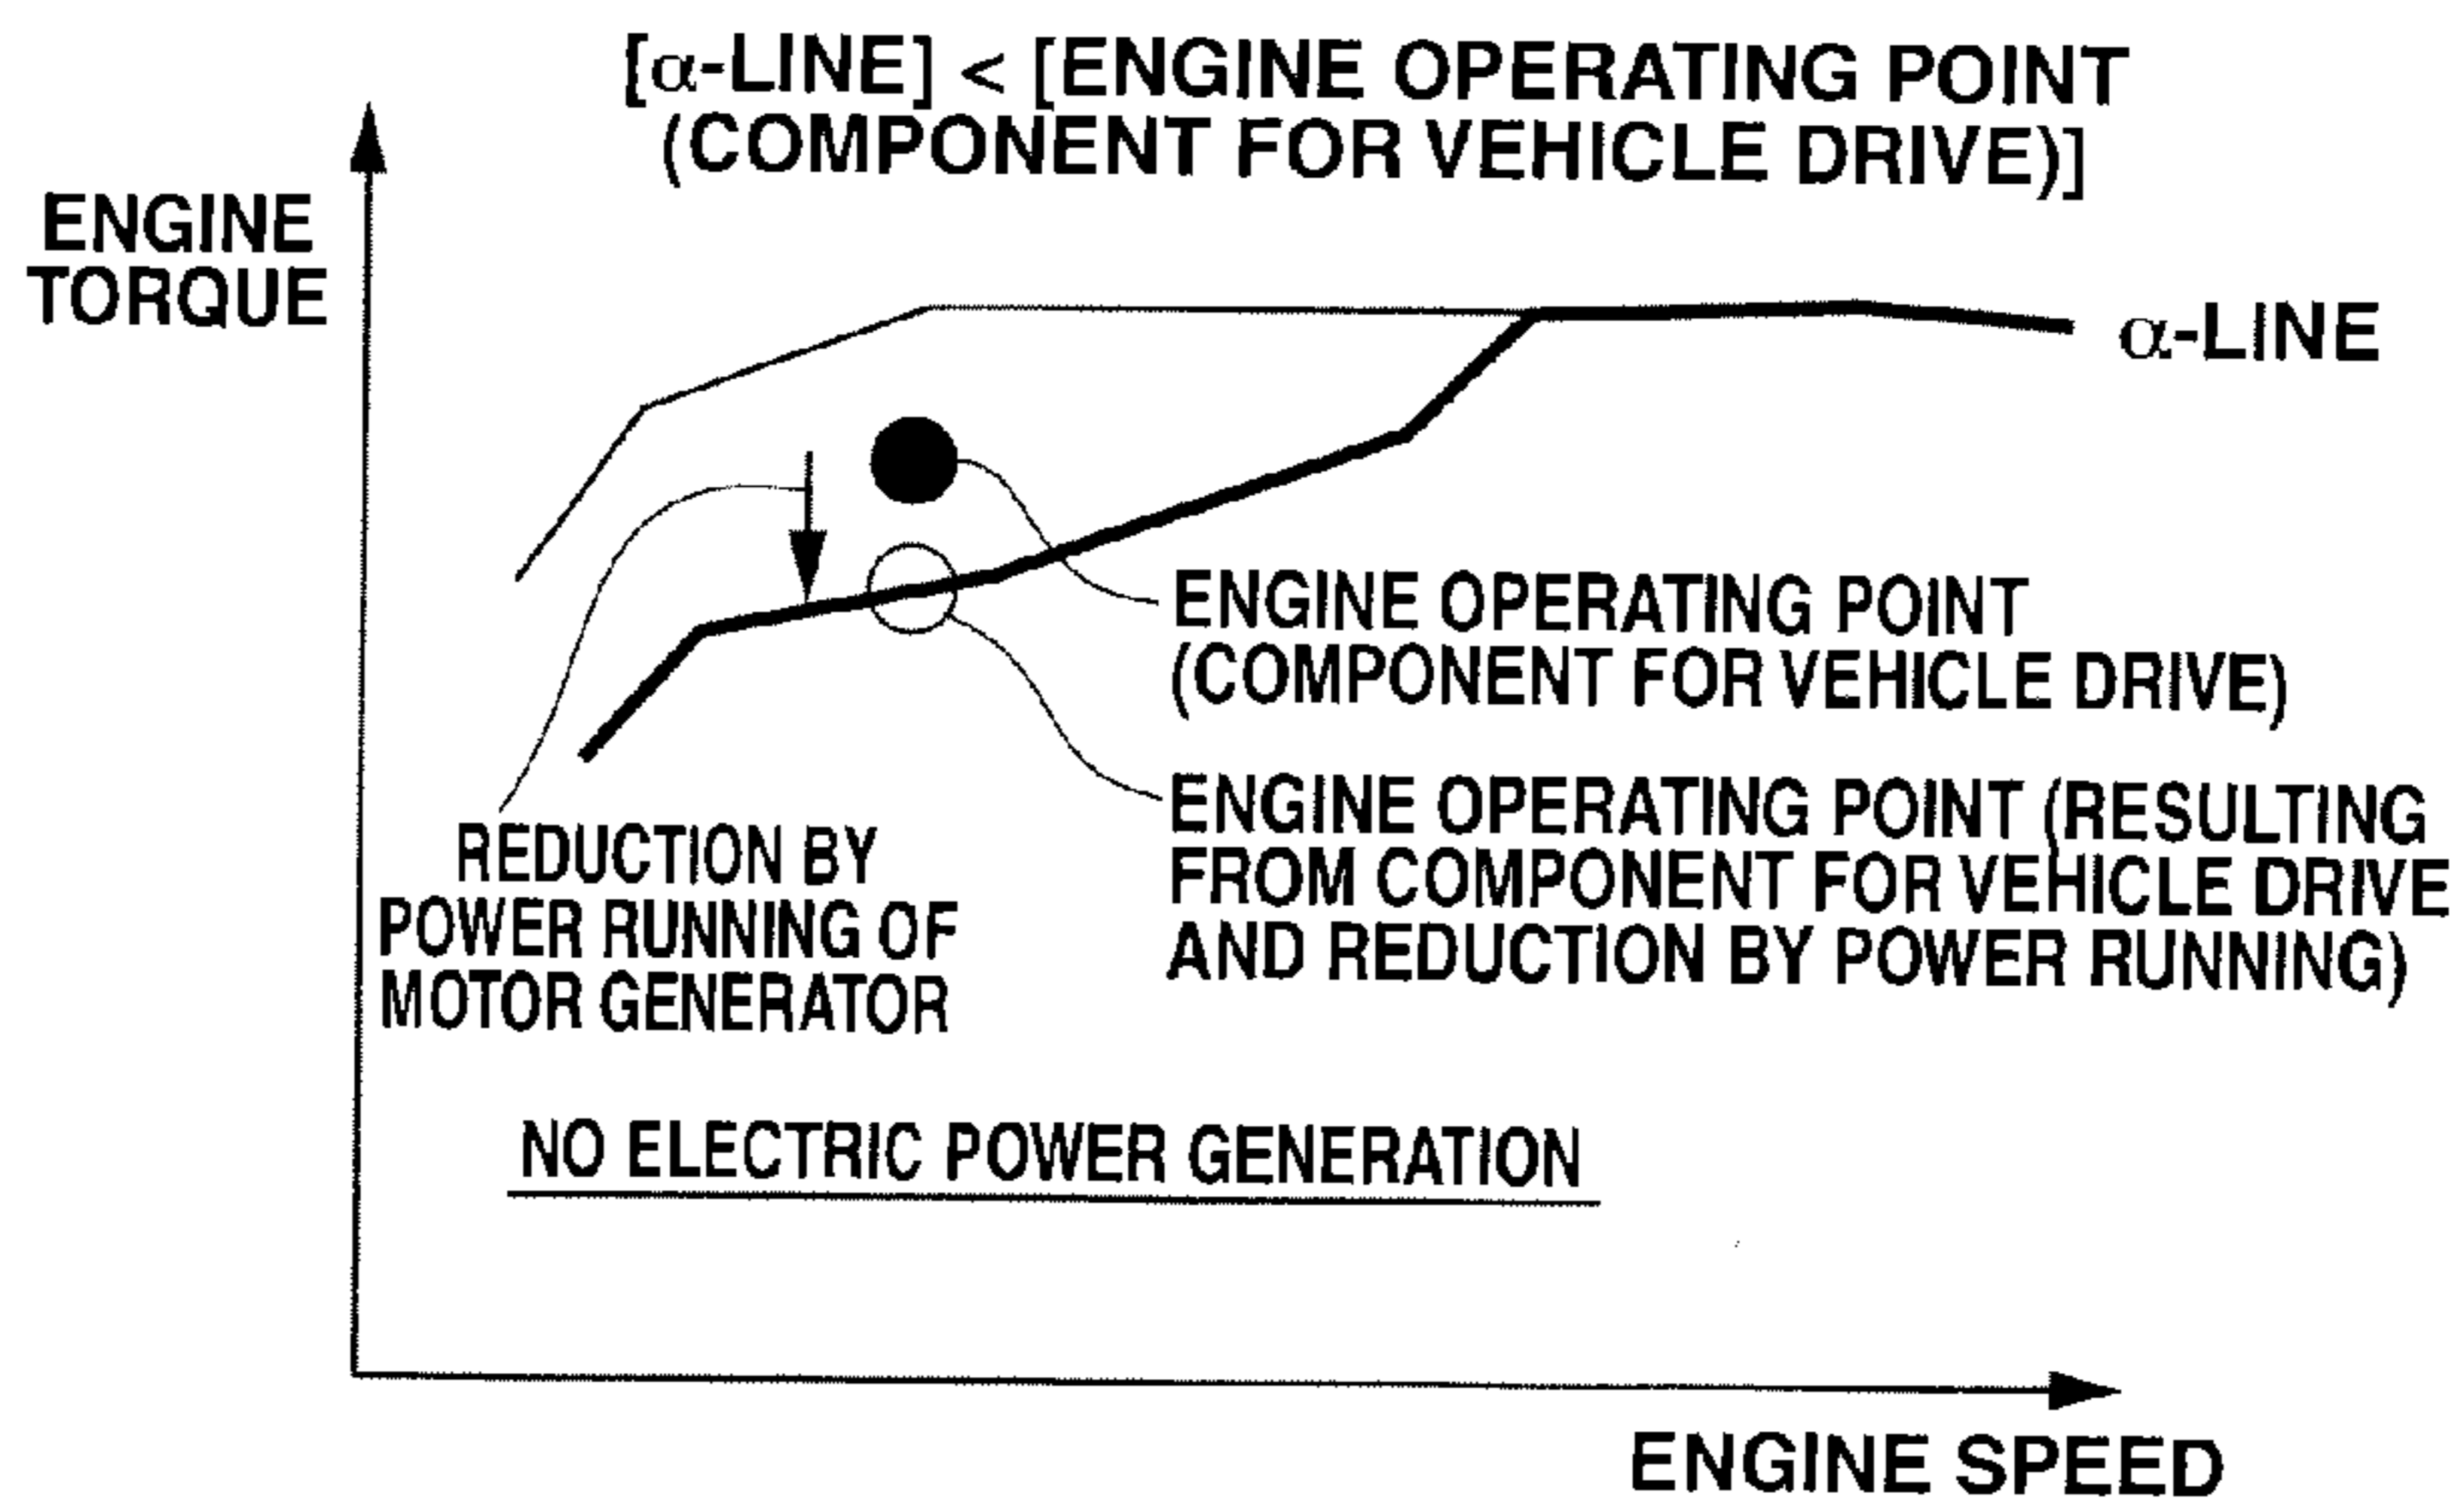 [α-LINE] < [ENGINE OPERATING POINT
(COMPONENT FOR VEHICLE DRIVE)]
ENGINE
TORQUE
α-LINE
ENGINE OPERATING POINT
(COMPONENT FOR VEHICLE DRIVE)
ENGINE OPERATING POINT (RESULTING
FROM COMPONENT FOR VEHICLE DRIVE
AND REDUCTION BY POWER RUNNING)
REDUCTION BY
POWER RUNNING OF
MOTOR GENERATOR
NO ELECTRIC POWER GENERATION
ENGINE SPEED